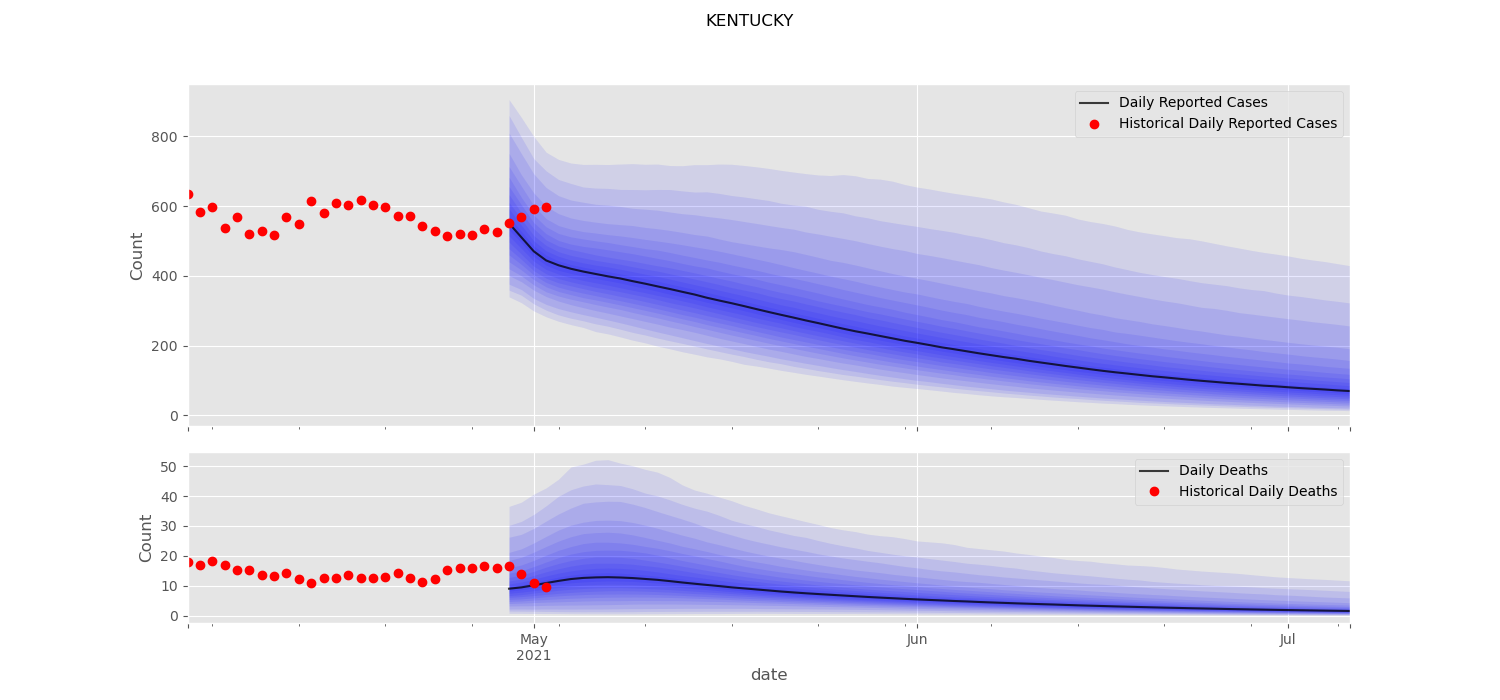 KENTUCKY
Daily Reported Cases
Historical Daily Reported Cases
Count
800
600
400
200
0
Daily Deaths
Historical Daily Deaths
Count
50
40
30
20
10
0
May
2021
Jun
Jul
date